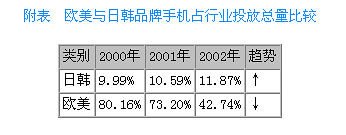 附表　欧美与日韩品牌手机占行业投放总量比较
类别 2000年 2001年 2002年 趋势
日韩 9.99% 10.59% 11.87% ↑
欧美 80.16% 73.20% 42.74% ↓